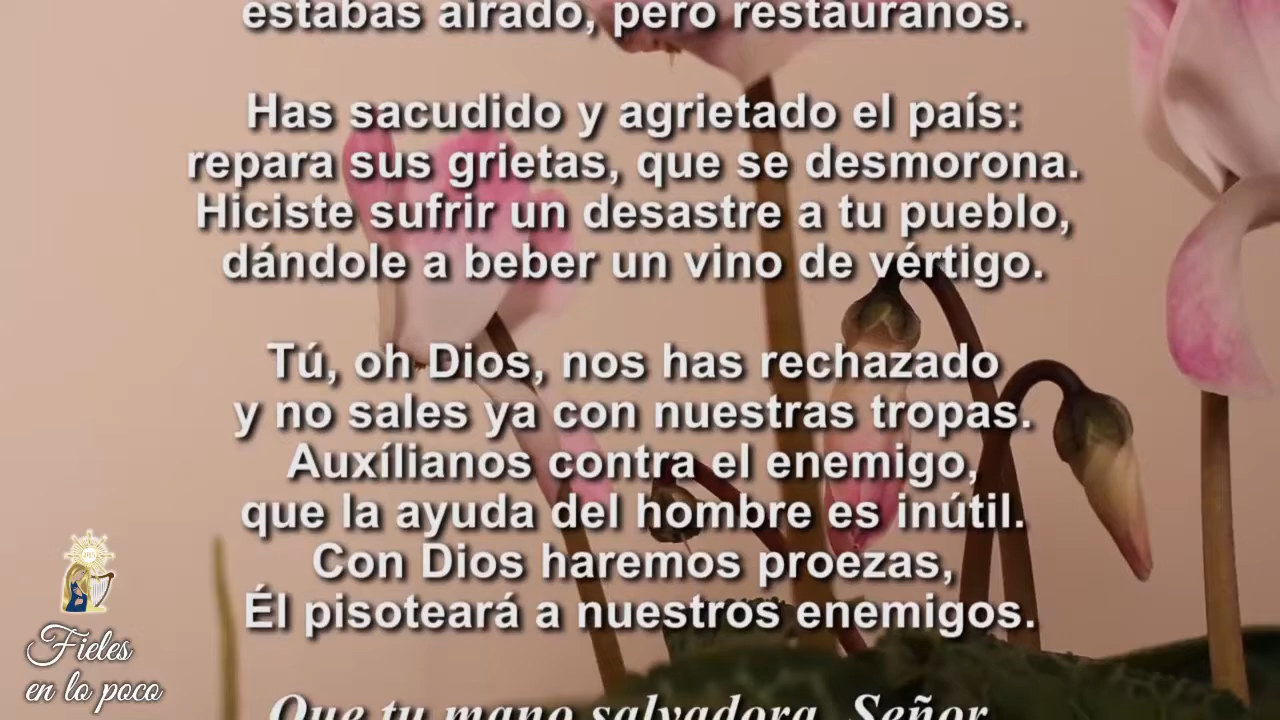 estabas airado, pero restáuranos.
Has sacudido y agrietado el país:
repara sus grietas, que se desmorona.
Hiciste sufrir un desastre a tu pueblo,
dándole a beber un vino de vértigo.
Tú, oh Dios, nos has rechazado
y no sales ya con nuestras tropas.
Auxílianos contra el enemigo,
que la ayuda del hombre es inútil.
Con Dios haremos proezas,
Él pisoteará a nuestros enemigos.
Que tu mano salvadora, Señor,
Fieles
en lo poco